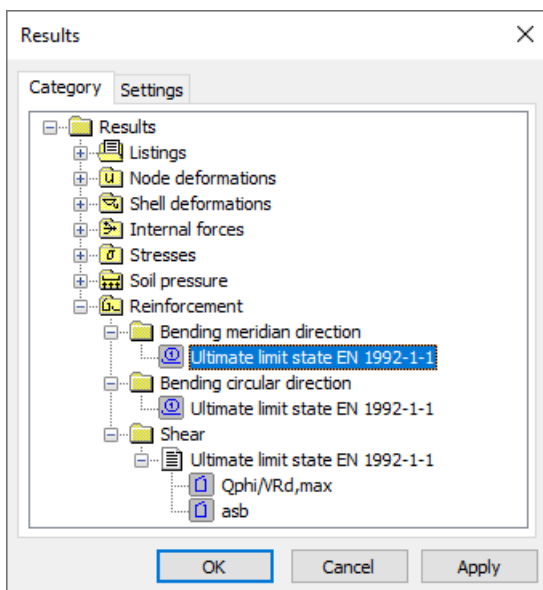 Results
Category Settings
Results
Listings
u Node deformations
Shell deformations
Internal forces
σ Stresses
Soil pressure
Reinforcement
Bending meridian direction
Ultimate limit state EN 1992-1-1
Bending circular direction
Ultimate limit state EN 1992-1-1
Shear
Ultimate limit state EN 1992-1-1
Qphi/VRd,max
asb
OK Cancel Apply